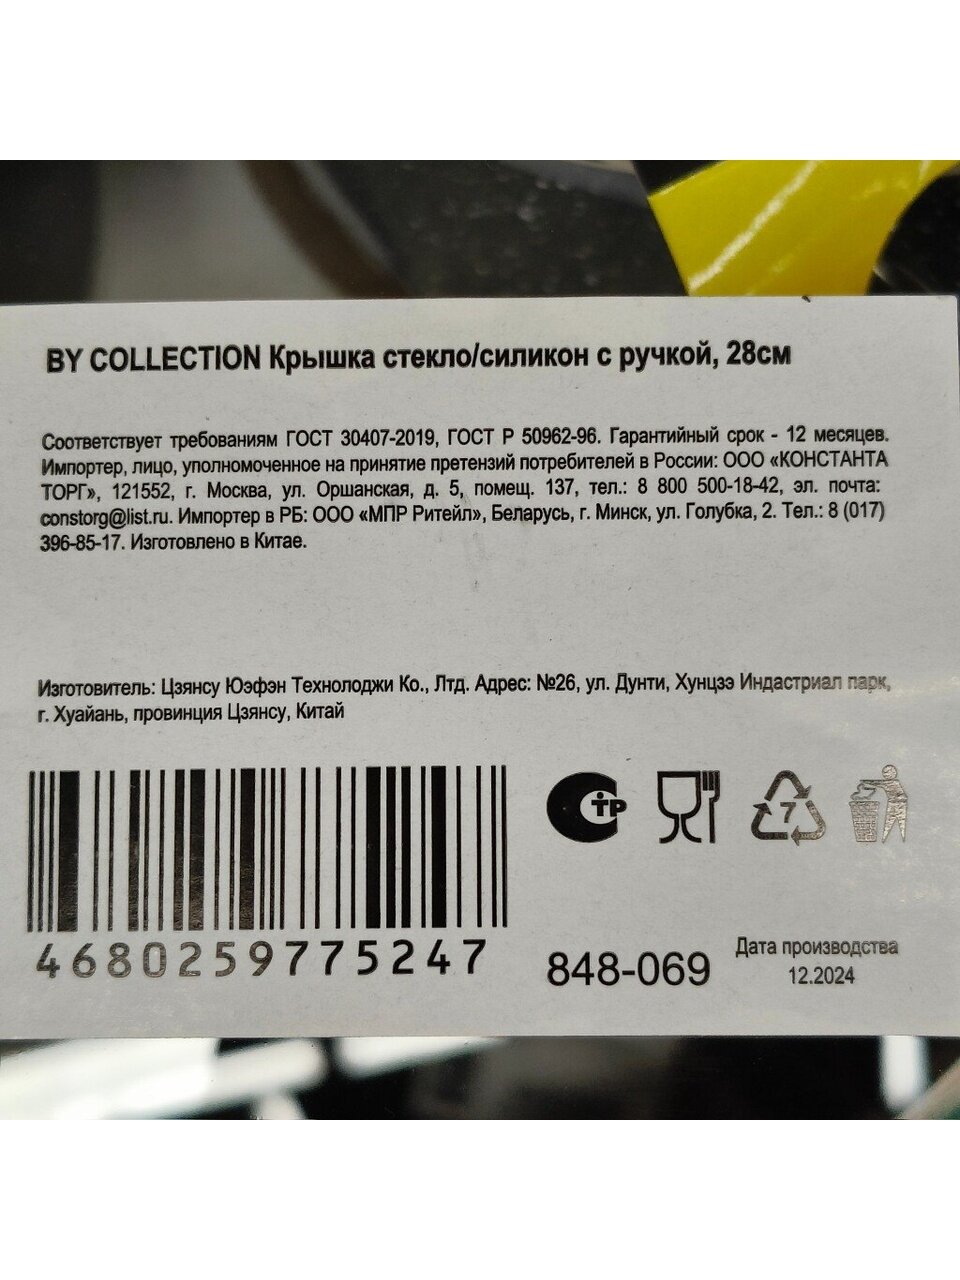 BY COLLECTION Крышка стекло/силикон с ручкой, 28см
Соответствует требованиям ГОСТ 30407-2019, ГОСТ Р 50962-96. Гарантийный срок - 12 месяцев.
Импортер, лицо, уполномоченное на принятие претензий потребителей в России: ООО «КОНСТАНТА
ТОРГ», 121552, г. Москва, ул. Оршанская, д. 5, помещ. 137, тел.: 8 800 500-18-42, эл. почта:
constorg@list.ru. Импортер в РБ: ООО «МПР Ритейл», Беларусь, г. Минск, ул. Голубка, 2. Тел.: 8 (017)
396-85-17. Изготовлено в Китае.
Изготовитель: Цзянсу Юэфэн Технолоджи Ко., Лтд. Адрес: №26, ул. Дунти, Хунцзэ Индастриал парк,
г. Хуайань, провинция Цзянсу, Китай
СТР
7
4680259775247
848-069
Дата производства
12.2024